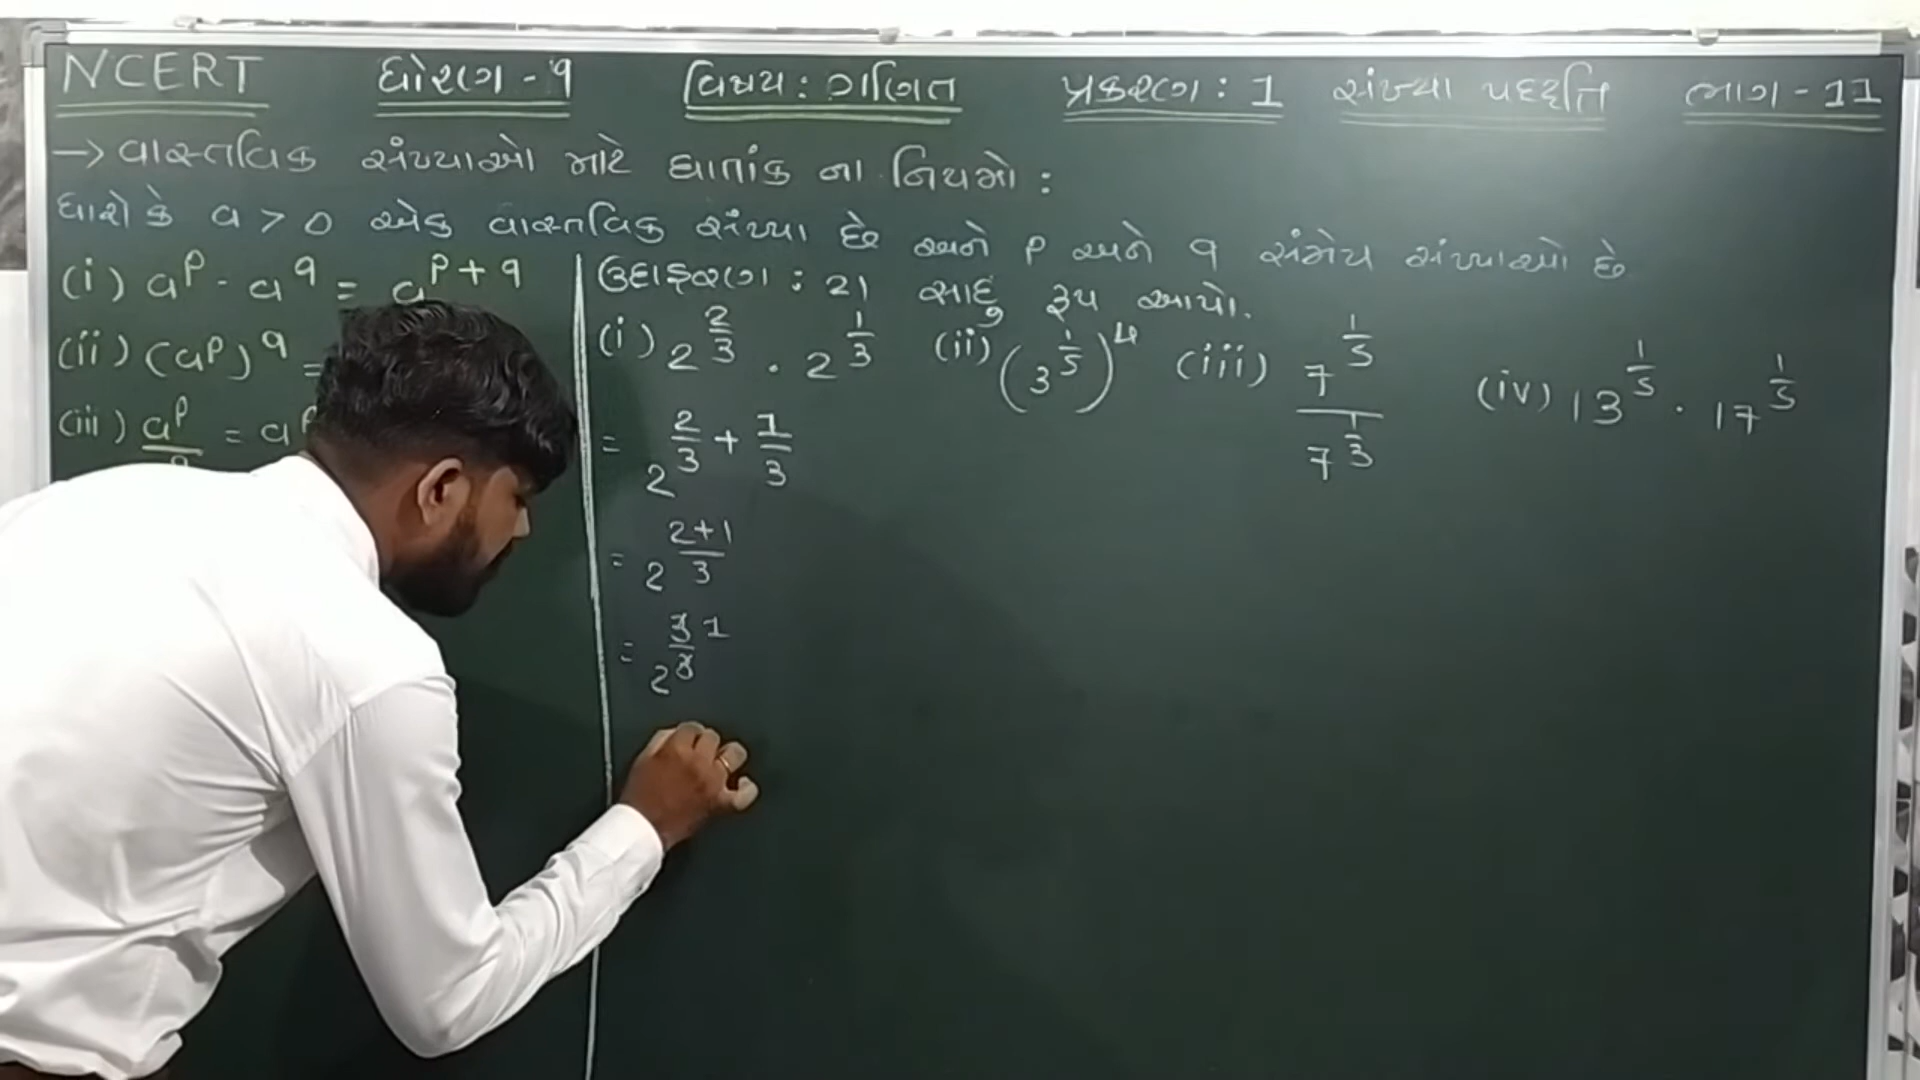 NCERT ધોરણ - ૧ વિષય : ગણિત પ્રકરણ : 1 સંખ્યા પદ્ધતિ ભાગ - 11
→ વાસ્તવિક સંખ્યાઓ માટે ઘાતાંક ના નિયમો :
ધારો કે a > 0 એક વાસ્તવિક સંખ્યા છે અને p અને q સંમેય સંખ્યાઓ છે
(i) a^p · a^q = a^(p+q)
(ii) (a^p)^q =
(iii) a^p/ = a^p
ઉદાહરણ : 21 સાદુ રૂપ આપો.
(i) 2^(2/3) · 2^(1/3) (ii) (3^(1/5))^4 (iii) 7^(1/5)/7^(1/3) (iv) 13^(1/5) · 17^(1/5)
= 2^(2/3 + 1/3)
= 2^((2+1)/3)
= 2^(3/3) 1